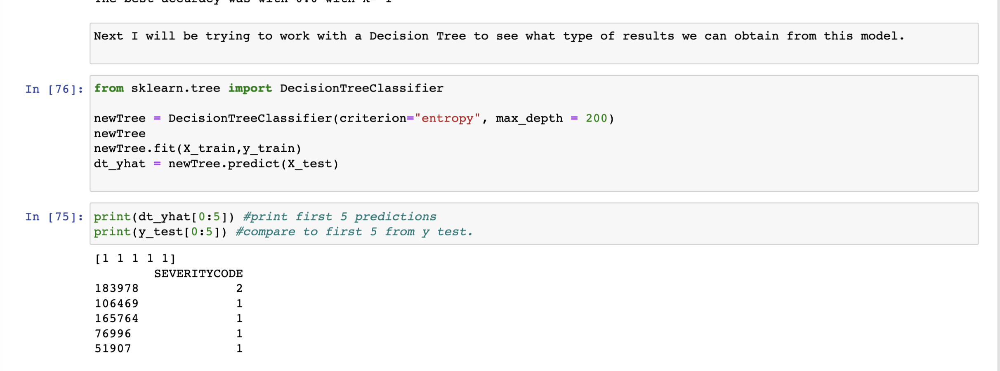 The best accuracy was with 0.0 with k= 1
Next I will be trying to work with a Decision Tree to see what type of results we can obtain from this model.
In [76]: from sklearn.tree import DecisionTreeClassifier
newTree = DecisionTreeClassifier(criterion="entropy", max_depth = 200)
newTree
newTree.fit(X_train,y_train)
dt_yhat = newTree.predict(X_test)
In [75]: print(dt_yhat[0:5]) #print first 5 predictions
print(y_test[0:5]) #compare to first 5 from y test.
[1 1 1 1 1]
SEVERITYCODE
183978 2
106469 1
165764 1
76996 1
51907 1